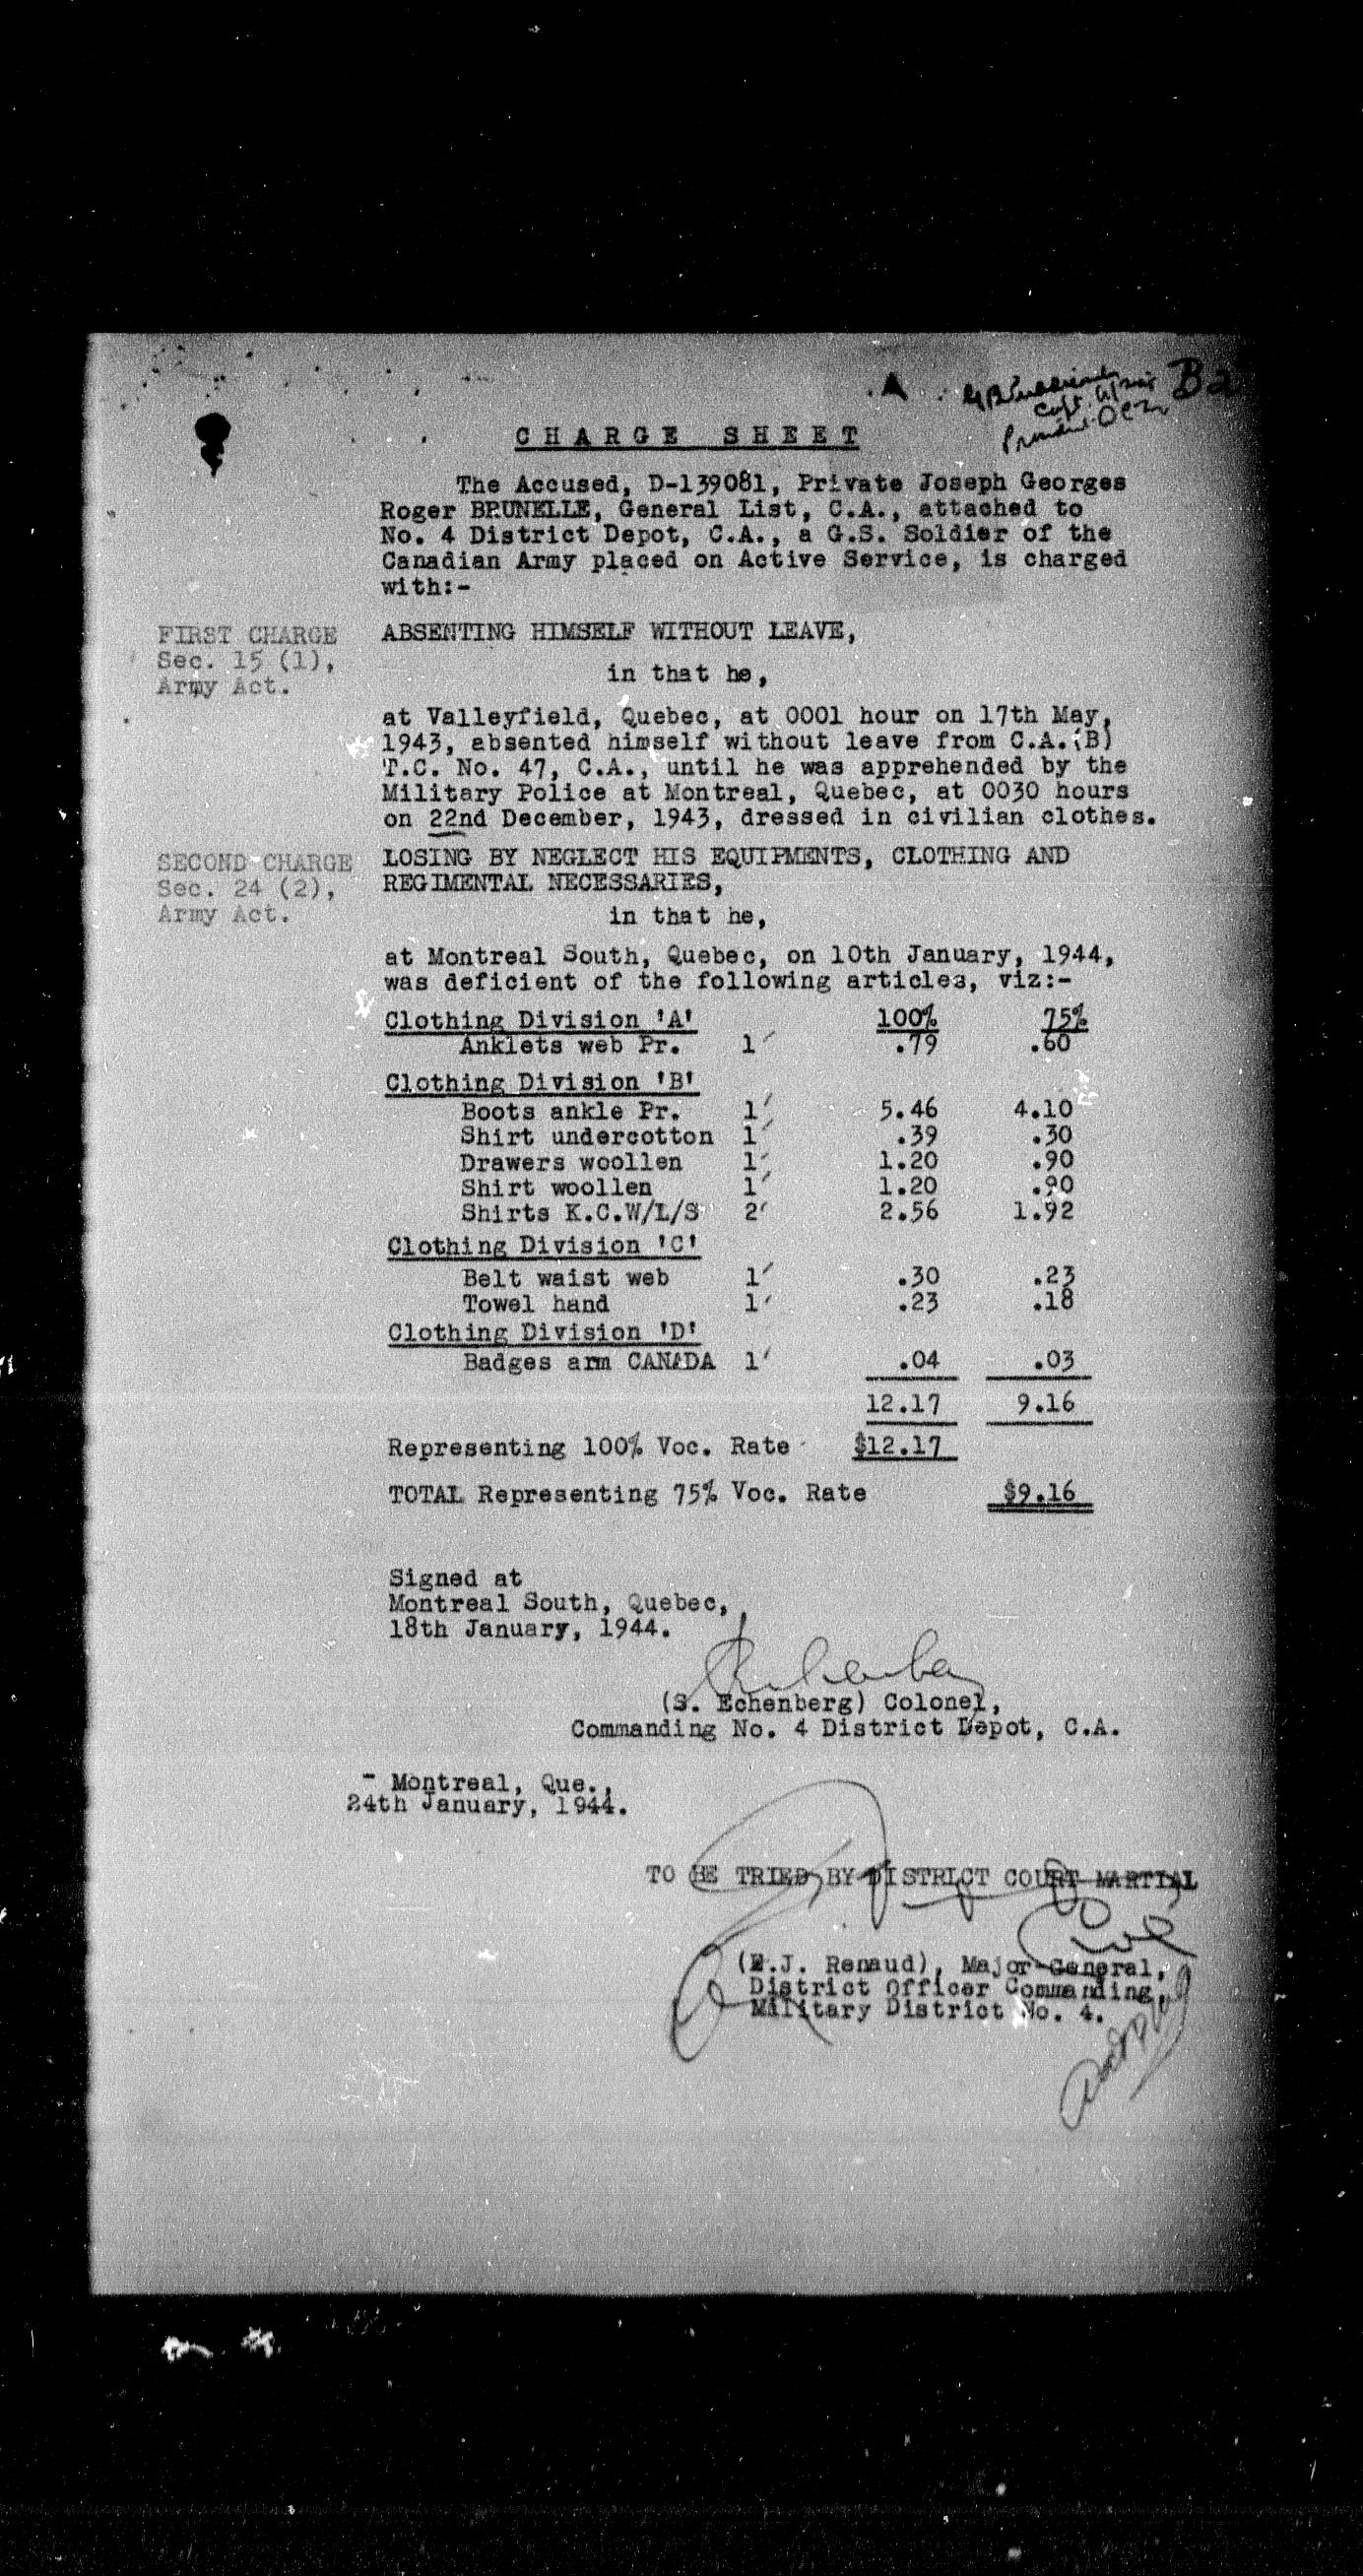 A
B2
CHARGE SHEET
The Accused, D-139081, Private Joseph Georges
Roger BRUNELLE, General List, C.A., attached to
No. 4 District Depot, C.A., a G.S. Soldier of the
Canadian Army placed on Active Service, is charged
with:-
FIRST CHARGE
Sec. 15 (1),
Army Act.
ABSENTING HIMSELF WITHOUT LEAVE,
in that he,
at Valleyfield, Quebec, at 0001 hour on 17th May,
1943, absented himself without leave from C.A.(B)
T.C. No. 47, C.A., until he was apprehended by the
Military Police at Montreal, Quebec, at 0030 hours
on 22nd December, 1943, dressed in civilian clothes.
SECOND CHARGE
Sec. 24 (2),
Army Act.
LOSING BY NEGLECT HIS EQUIPMENTS, CLOTHING AND
REGIMENTAL NECESSARIES,
in that he,
at Montreal South, Quebec, on 10th January, 1944,
was deficient of the following articles, viz:-
Clothing Division 'A' 100% 75%
Anklets web Pr. 1 .79 .60
Clothing Division 'B'
Boots ankle Pr. 1 5.46 4.10
Shirt undercotton 1 .39 .30
Drawers woollen 1 1.20 .90
Shirt woollen 1 1.20 .90
Shirts K.C.W/L/S 2 2.56 1.92
Clothing Division 'C'
Belt waist web 1 .30 .23
Towel hand 1 .23 .18
Clothing Division 'D'
Badges arm CANADA 1 .04 .03
12.17 9.16
Representing 100% Voc. Rate $12.17
TOTAL Representing 75% Voc. Rate $9.16
Signed at
Montreal South, Quebec,
18th January, 1944.
(S. Echenberg) Colonel,
Commanding No. 4 District Depot, C.A.
- Montreal, Que.,
24th January, 1944.
TO BE TRIED BY DISTRICT COURT MARTIAL
(E.J. Renaud), Major-General,
District Officer Commanding,
Military District No. 4.